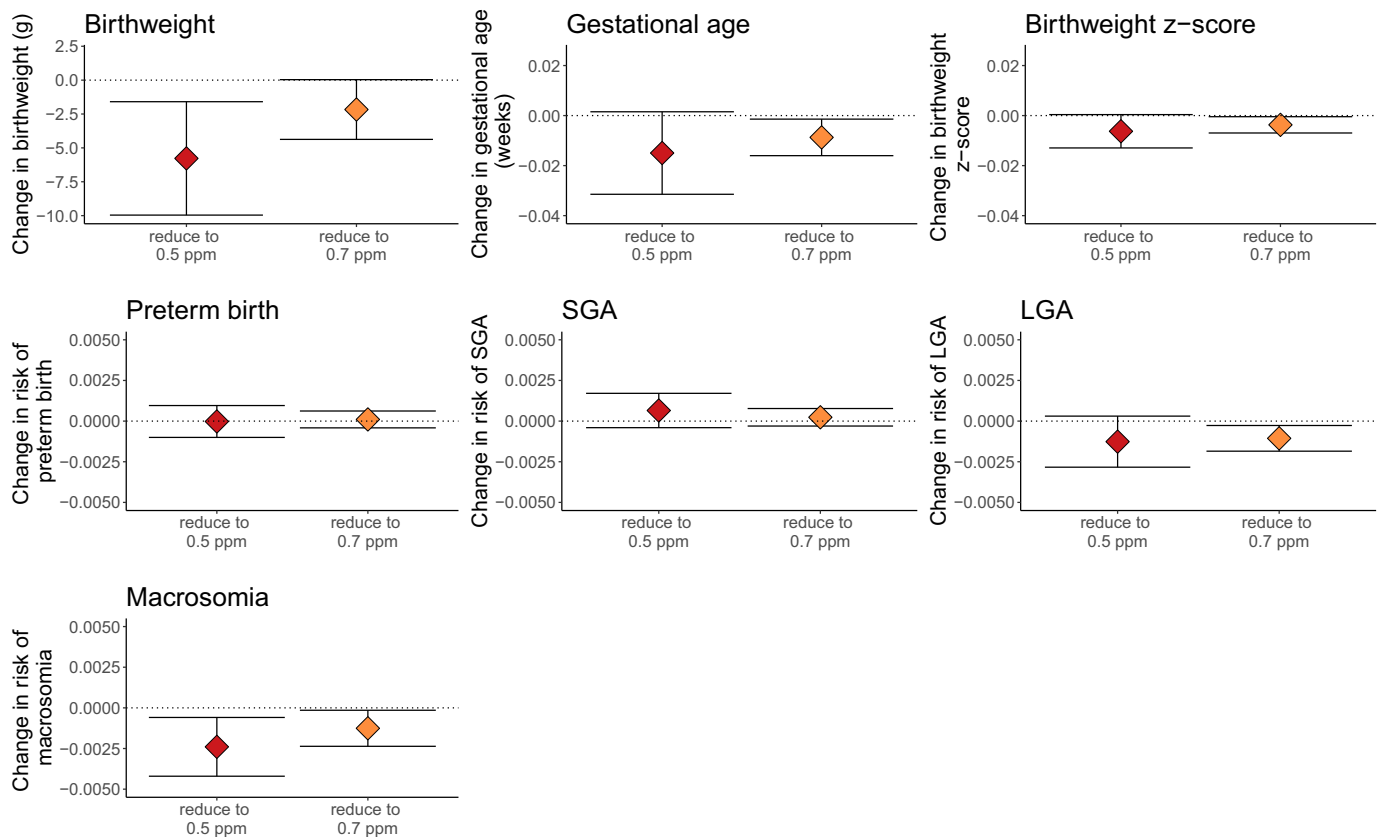 Birthweight
Change in birthweight (g)
2.5
0.0
−2.5
−5.0
−7.5
−10.0
reduce to
0.5 ppm
reduce to
0.7 ppm
Gestational age
Change in gestational age
(weeks)
0.02
0.00
−0.02
−0.04
reduce to
0.5 ppm
reduce to
0.7 ppm
Birthweight z−score
Change in birthweight
z−score
0.02
0.00
−0.02
−0.04
reduce to
0.5 ppm
reduce to
0.7 ppm
Preterm birth
Change in risk of
preterm birth
0.0050
0.0025
0.0000
−0.0025
−0.0050
reduce to
0.5 ppm
reduce to
0.7 ppm
SGA
Change in risk of SGA
0.0050
0.0025
0.0000
−0.0025
−0.0050
reduce to
0.5 ppm
reduce to
0.7 ppm
LGA
Change in risk of LGA
0.0050
0.0025
0.0000
−0.0025
−0.0050
reduce to
0.5 ppm
reduce to
0.7 ppm
Macrosomia
Change in risk of
macrosomia
0.0050
0.0025
0.0000
−0.0025
−0.0050
reduce to
0.5 ppm
reduce to
0.7 ppm